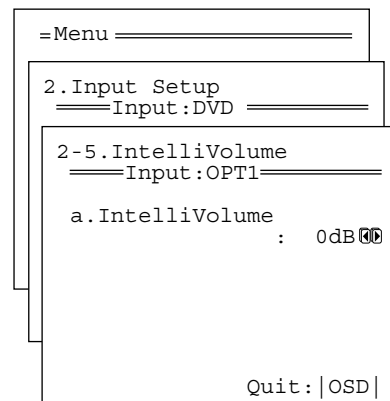 =Menu
2.Input Setup
Input:DVD
2-5.IntelliVolume
Input:OPT1
a.IntelliVolume
: 0dB
Quit:|OSD|